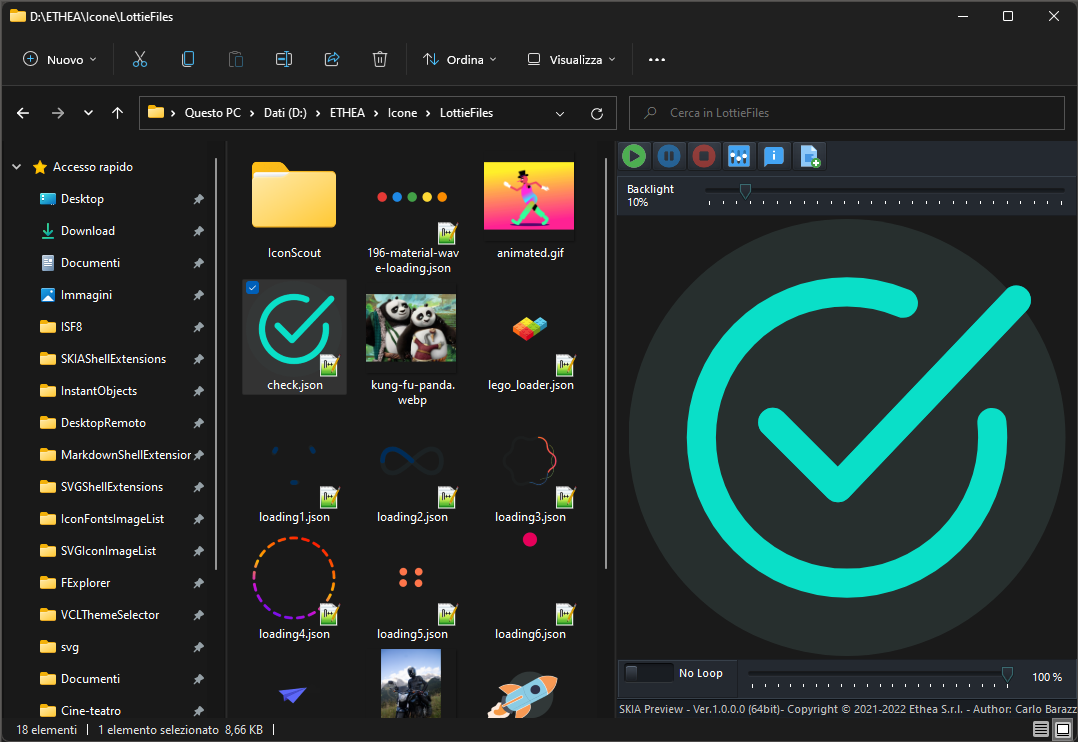 D:\ETHEA\Icone\LottieFiles
Nuovo
Ordina
Visualizza
Questo PC
Dati (D:)
ETHEA
Icone
LottieFiles
Cerca in LottieFiles
Accesso rapido
Desktop
Download
Documenti
Immagini
ISF8
SKIAShellExtensions
InstantObjects
DesktopRemoto
MarkdownShellExtension
SVGShellExtensions
IconFontsImageList
SVGIconImageList
FExplorer
VCLThemeSelector
svg
Documenti
Cine-teatro
IconScout
196-material-wav
e-loading.json
animated.gif
check.json
kung-fu-panda.
webp
lego_loader.json
loading1.json
loading2.json
loading3.json
loading4.json
loading5.json
loading6.json
Backlight
10%
No Loop
100 %
SKIA Preview - Ver.1.0.0.0 (64bit)- Copyright © 2021-2022 Ethea S.r.l. - Author: Carlo Barazz
18 elementi
1 elemento selezionato 8,66 KB